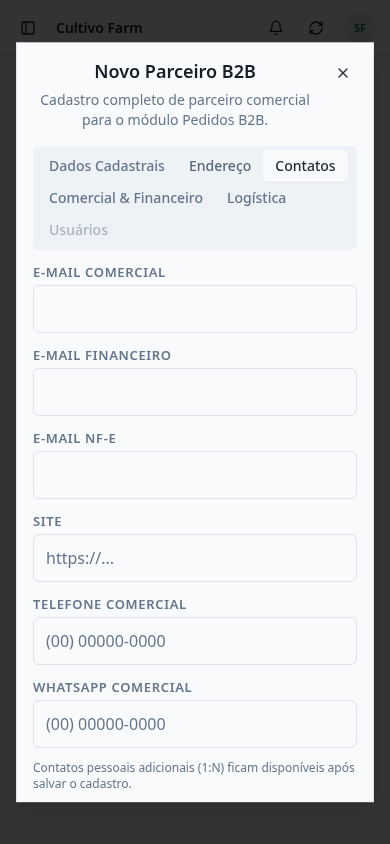 Cultivo Farm
SF
Novo Parceiro B2B
Cadastro completo de parceiro comercial
para o módulo Pedidos B2B.
Dados Cadastrais
Endereço
Contatos
Comercial & Financeiro
Logística
Usuários
E-MAIL COMERCIAL
E-MAIL FINANCEIRO
E-MAIL NF-E
SITE
https://...
TELEFONE COMERCIAL
(00) 00000-0000
WHATSAPP COMERCIAL
(00) 00000-0000
Contatos pessoais adicionais (1:N) ficam disponíveis após
salvar o cadastro.